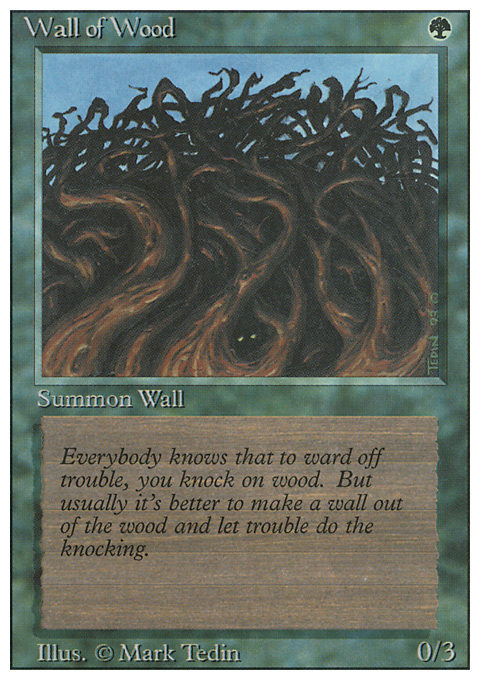 Wall of Wood
TEDIN 93 ©
Summon Wall
Everybody knows that to ward off
trouble, you knock on wood.  But
usually it's better to make a wall out
of the wood and let trouble do the
knocking.
Illus. © Mark Tedin
0/3